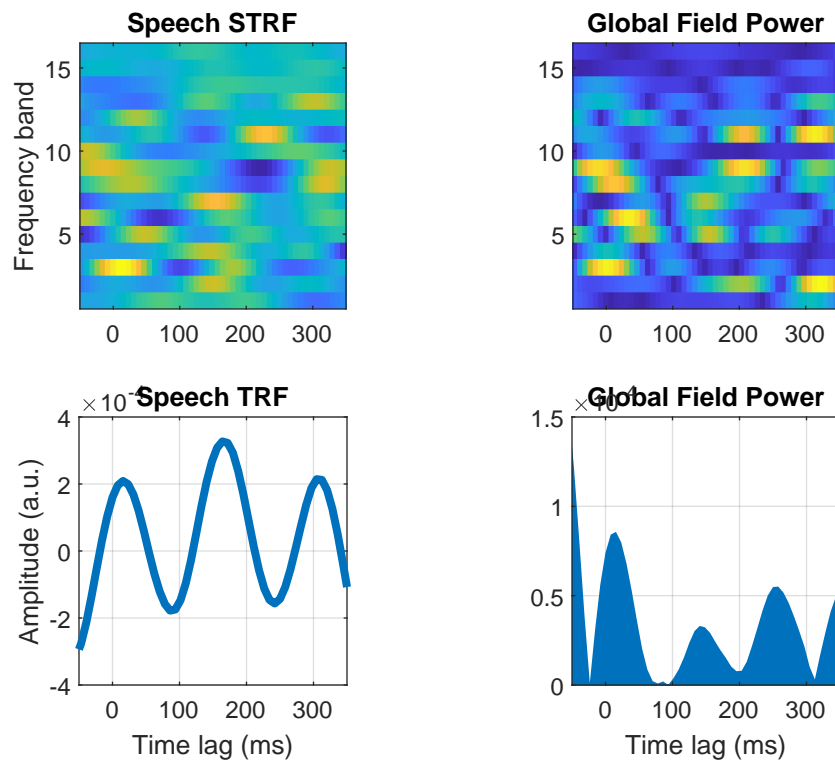 Speech STRF
Global Field Power
Frequency band
15
10
5
0 100 200 300
15
10
5
0 100 200 300
× 10^-4
Speech TRF
Global Field Power
Amplitude (a.u.)
4
2
0
-2
-4
0 100 200 300
Time lag (ms)
1.5
1
0.5
0
0 100 200 300
Time lag (ms)